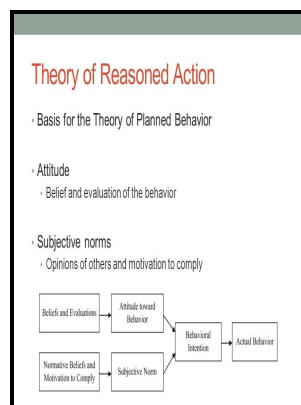 Theory of Reasoned Action
• Basis for the Theory of Planned Behavior
• Attitude
• Belief and evaluation of the behavior
• Subjective norms
• Opinions of others and motivation to comply
Beliefs and Evaluations
Attitude toward
Behavior
Behavioral
Intention
Actual Behavior
Normative Beliefs and
Motivation to Comply
Subjective Norm